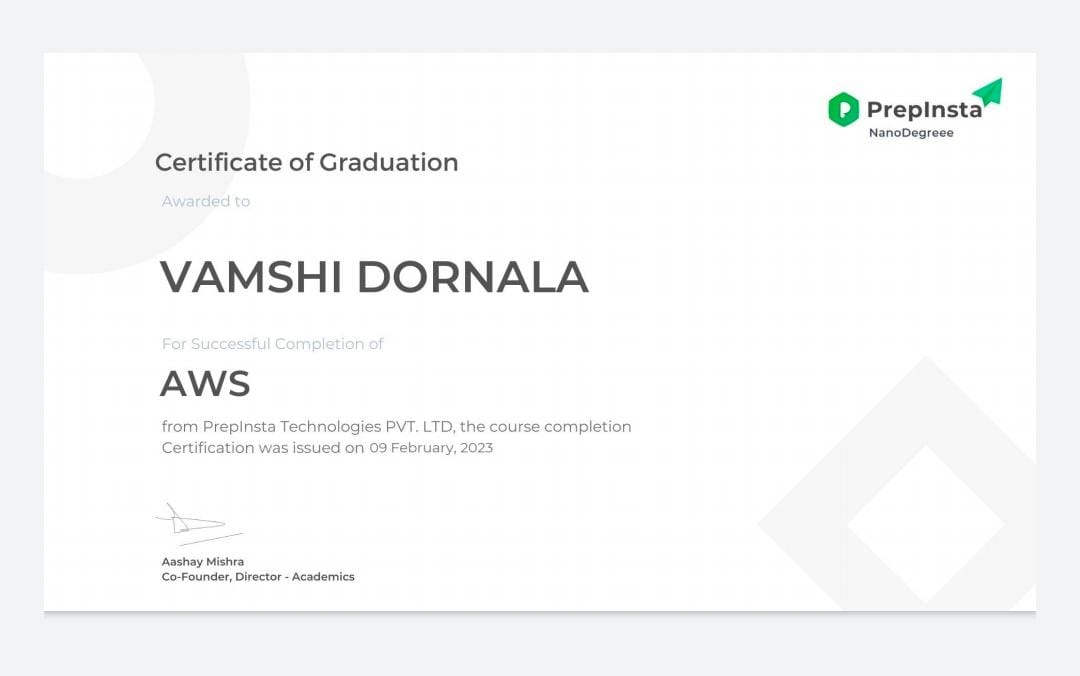 PrepInsta
NanoDegreee
Certificate of Graduation
Awarded to
VAMSHI DORNALA
For Successful Completion of
AWS
from PrepInsta Technologies PVT. LTD, the course completion
Certification was issued on 09 February, 2023
Aashay Mishra
Co-Founder, Director - Academics